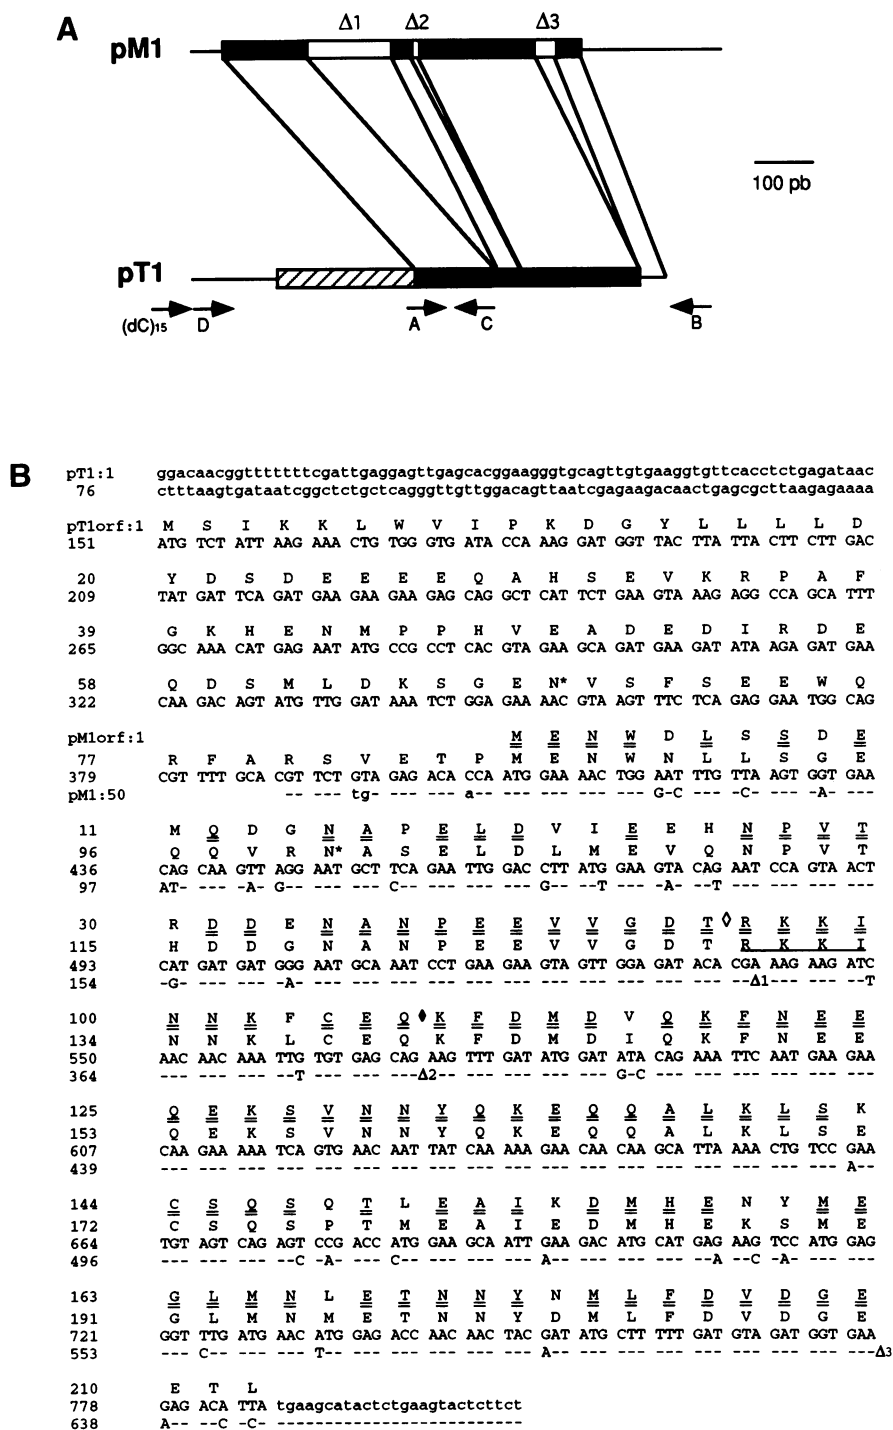 A
Δ1 Δ2 Δ3
pM1
100 pb
pT1
(dC)15 D A C B
B
pT1:1 ggacaacggtttttttcgattgaggagttgagcacggaagggtgcagttgtgaaggtgttcacctctgagataac
76 ctttaagtgataatcggctctgctcagggttgttggacagttaatcgagaagacaactgagcgcttaagagaaaa
pT1orf:1 M S I K K L W V I P K D G Y L L L L D
151 ATG TCT ATT AAG AAA CTG TGG GTG ATA CCA AAG GAT GGT TAC TTA TTA CTT CTT GAC
20 Y D S D E E E E Q A H S E V K R P A F
209 TAT GAT TCA GAT GAA GAA GAA GAG CAG GCT CAT TCT GAA GTA AAG AGG CCA GCA TTT
39 G K H E N M P P H V E A D E D I R D E
265 GGC AAA CAT GAG AAT ATG CCG CCT CAC GTA GAA GCA GAT GAA GAT ATA AGA GAT GAA
58 Q D S M L D K S G E N* V S F S E E W Q
322 CAA GAC AGT ATG TTG GAT AAA TCT GGA GAA AAC GTA AGT TTC TCA GAG GAA TGG CAG
pM1orf:1 M E N W D L S S D E
77 R F A R S V E T P M E N W N L L S G E
379 CGT TTT GCA CGT TCT GTA GAG ACA CCA ATG GAA AAC TGG AAT TTG TTA AGT GGT GAA
pM1:50 -- --- tg- --- --- a-- --- --- --- --- G-C --- -C- --- -A- ---
11 M Q D G N A P E L D V I E E H N P V T
96 Q Q V R N* A S E L D L M E V Q N P V T
436 CAG CAA GTT AGG AAT GCT TCA GAA TTG GAC CTT ATG GAA GTA CAG AAT CCA GTA ACT
97 AT- --- -A- G-- --- --- C-- --- --- --- G-- --T --- -A- --T --- --- --- ---
30 R D D E N A N P E E V V G D T◊ R K K I
115 H D D G N A N P E E V V G D T R K K I
493 CAT GAT GAT GGG AAT GCA AAT CCT GAA GAA GTA GTT GGA GAT ACA CGA AAG AAG ATC
154 -G- --- --- -A- --- --- --- --- --- --- --- --- --- --- --- -Δ1-- --- --- --T
100 N N K F C E Q♦ K F D M D V Q K F N E E
134 N N K L C E Q K F D M D I Q K F N E E
550 AAC AAC AAA TTG TGT GAG CAG AAG TTT GAT ATG GAT ATA CAG AAA TTC AAT GAA GAA
364 --- --- --- --T --- --- --- Δ2-- --- --- --- --- G-C --- --- --- --- --- ---
125 Q E K S V N N Y Q K E Q Q A L K L S K
153 Q E K S V N N Y Q K E Q Q A L K L S E
607 CAA GAA AAA TCA GTG AAC AAT TAT CAA AAA GAA CAA CAA GCA TTA AAA CTG TCC GAA
439 --- --- --- --- --- --- --- --- --- --- --- --- --- --- --- --- --- --- A--
144 C S Q S Q T L E A I K D M H E N Y M E
172 C S Q S P T M E A I E D M H E K S M E
664 TGT AGT CAG AGT CCG ACC ATG GAA GCA ATT GAA GAC ATG CAT GAG AAG TCC ATG GAG
496 --- --- --- --C -A- --- C-- --- --- --- A-- --- --- --- --A --C -A- --- ---
163 G L M N L E T N N Y N M L F D V D G E
191 G L M N M E T N N Y D M L F D V D G E
721 GGT TTG ATG AAC ATG GAG ACC AAC AAC TAC GAT ATG CTT TTT GAT GTA GAT GGT GAA
553 --- C-- --- --- T-- --- --- --- --- --- A-- --- --- --- --- --- --- --- ---Δ3
210 E T L
778 GAG ACA TTA tgaagcatactctgaagtactcttct
638 A-- --C -C- -------------------------